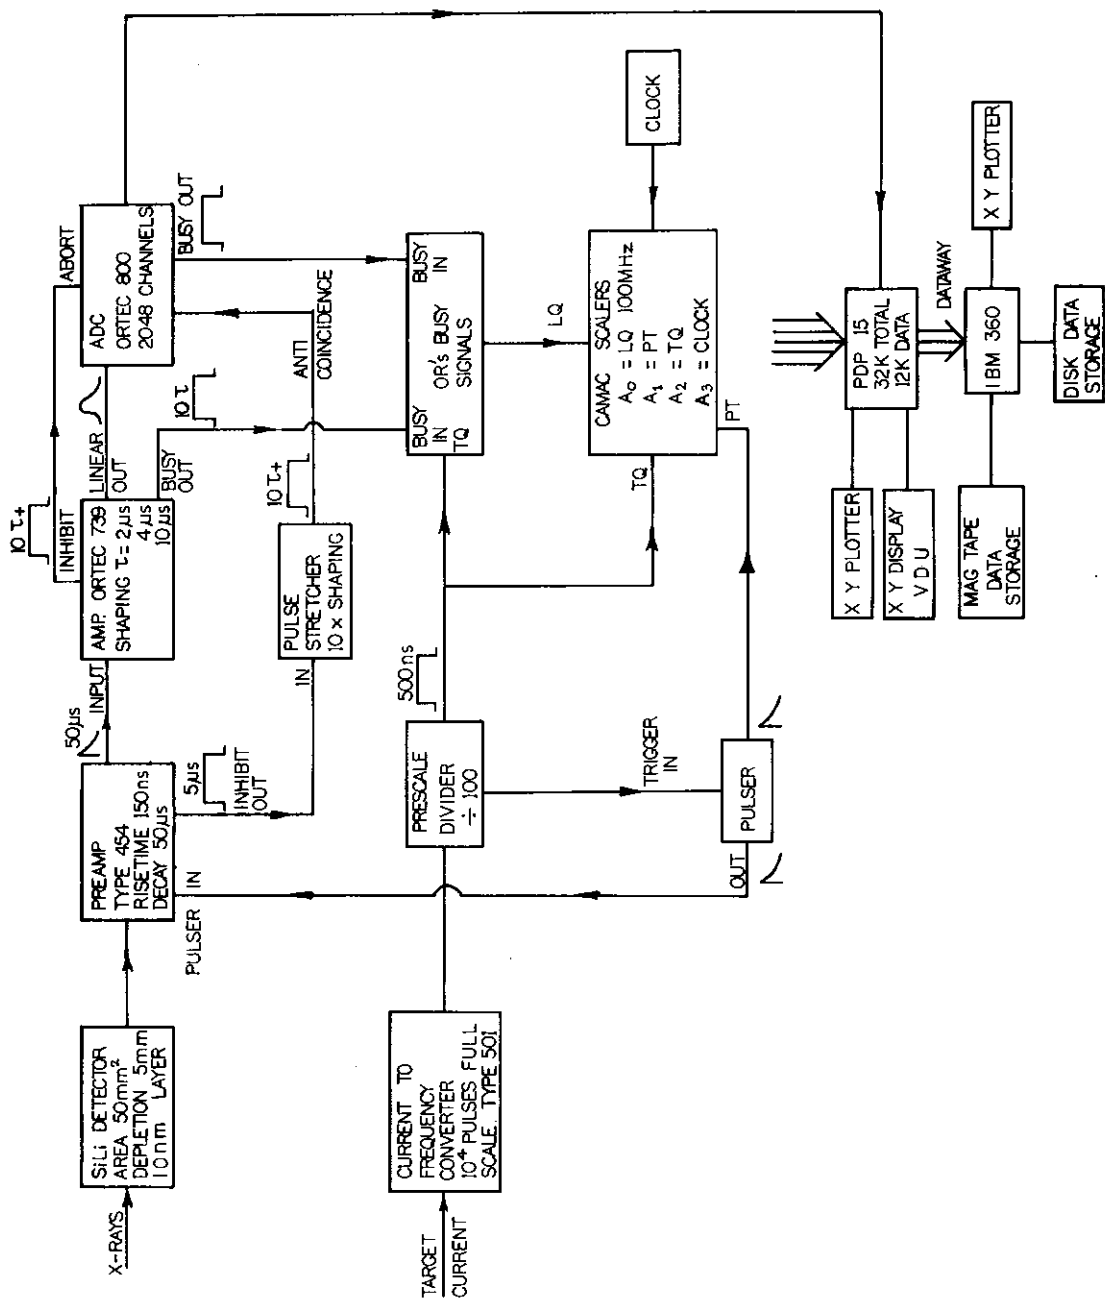 X-RAYS
SiLi DETECTOR
AREA 50mm²
DEPLETION 5mm
10nm LAYER
PREAMP
TYPE 454
RISETIME 150ns
DECAY 50µs
PULSER
IN
50µs
INPUT
5µs
INHIBIT
OUT
AMP. ORTEC 739
SHAPING τ = 2µs
4µs
10µs
INHIBIT
10 τ+
LINEAR
OUT
BUSY
OUT
10 τ
ABORT
ADC
ORTEC 800
2048 CHANNELS
BUSY OUT
IN
PULSE
STRETCHER
10 x SHAPING
10 τ+
ANTI
COINCIDENCE
TARGET
CURRENT
CURRENT TO
FREQUENCY
CONVERTER
10⁴ PULSES FULL
SCALE. TYPE 501
PRESCALE
DIVIDER
÷ 100
500ns
TRIGGER
IN
PULSER
OUT
BUSY
IN
TQ
OR's BUSY
SIGNALS
BUSY
IN
LQ
TQ
PT
CAMAC SCALERS
A₀ = LQ 100MHz
A₁ = PT
A₂ = TQ
A₃ = CLOCK
CLOCK
PDP 15
32K TOTAL
12K DATA
DATAWAY
X Y PLOTTER
X Y DISPLAY
V D U
IBM 360
X Y PLOTTER
MAG TAPE
DATA
STORAGE
DISK DATA
STORAGE